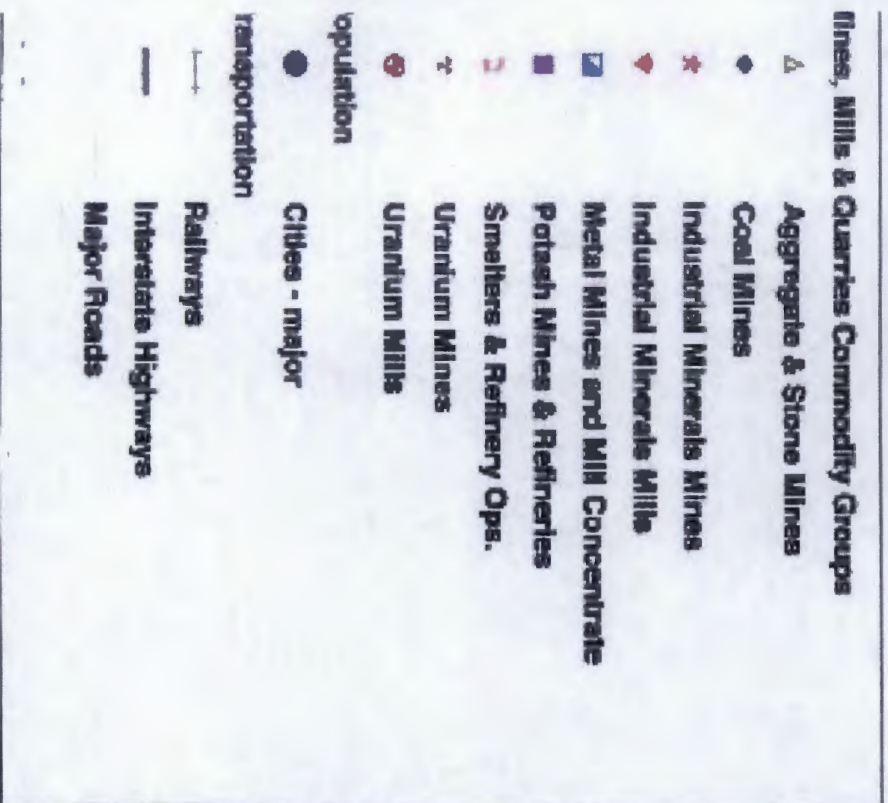 fines, Mills & Quarries Commodity Groups
Aggregate & Stone Mines
Coal Mines
Industrial Minerals Mines
Industrial Minerals Mills
Metal Mines and Mill Concentrate
Potash Mines & Refineries
Smelters & Refinery Ops.
Uranium Mines
Uranium Mills
opulation
Cities - major
ransportation
Railways
Interstate Highways
Major Roads